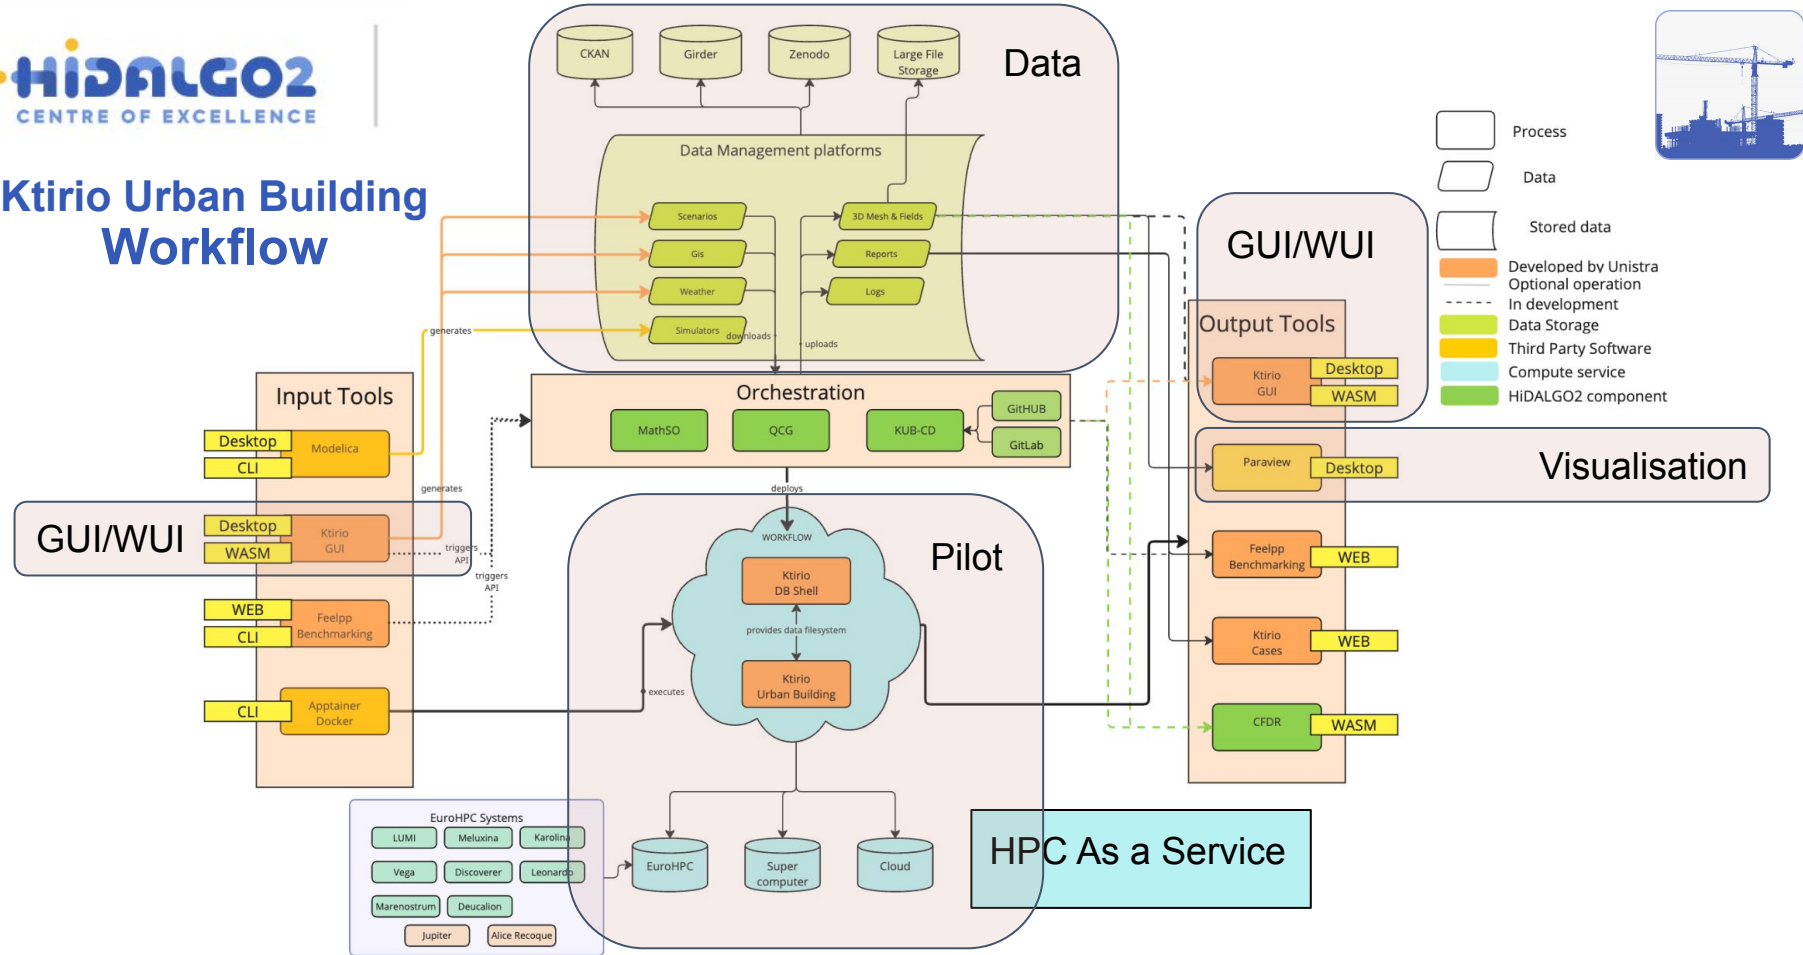 HiDALGO2
CENTRE OF EXCELLENCE
Ktirio Urban Building
Workflow
CKAN
Girder
Zenodo
Large File
Storage
Data
Data Management platforms
Scenarios
Gis
Weather
Simulators
3D Mesh & Fields
Reports
Logs
downloads
uploads
generates
generates
Process
Data
Stored data
Developed by Unistra
Optional operation
In development
Data Storage
Third Party Software
Compute service
HiDALGO2 component
Input Tools
Desktop
CLI
Modelica
GUI/WUI
Desktop
WASM
Ktirio
GUI
triggers
API
triggers
API
WEB
CLI
Feelpp
Benchmarking
CLI
Apptainer
Docker
Orchestration
MathSO
QCG
KUB-CD
GitHUB
GitLab
deploys
WORKFLOW
Pilot
Ktirio
DB Shell
provides data filesystem
Ktirio
Urban Building
executes
EuroHPC
Super
computer
Cloud
HPC As a Service
EuroHPC Systems
LUMI
Meluxina
Karolina
Vega
Discoverer
Leonardo
Marenostrum
Deucalion
Jupiter
Alice Recoque
GUI/WUI
Output Tools
Ktirio
GUI
Desktop
WASM
Paraview
Desktop
Visualisation
Feelpp
Benchmarking
WEB
Ktirio
Cases
WEB
CFDR
WASM